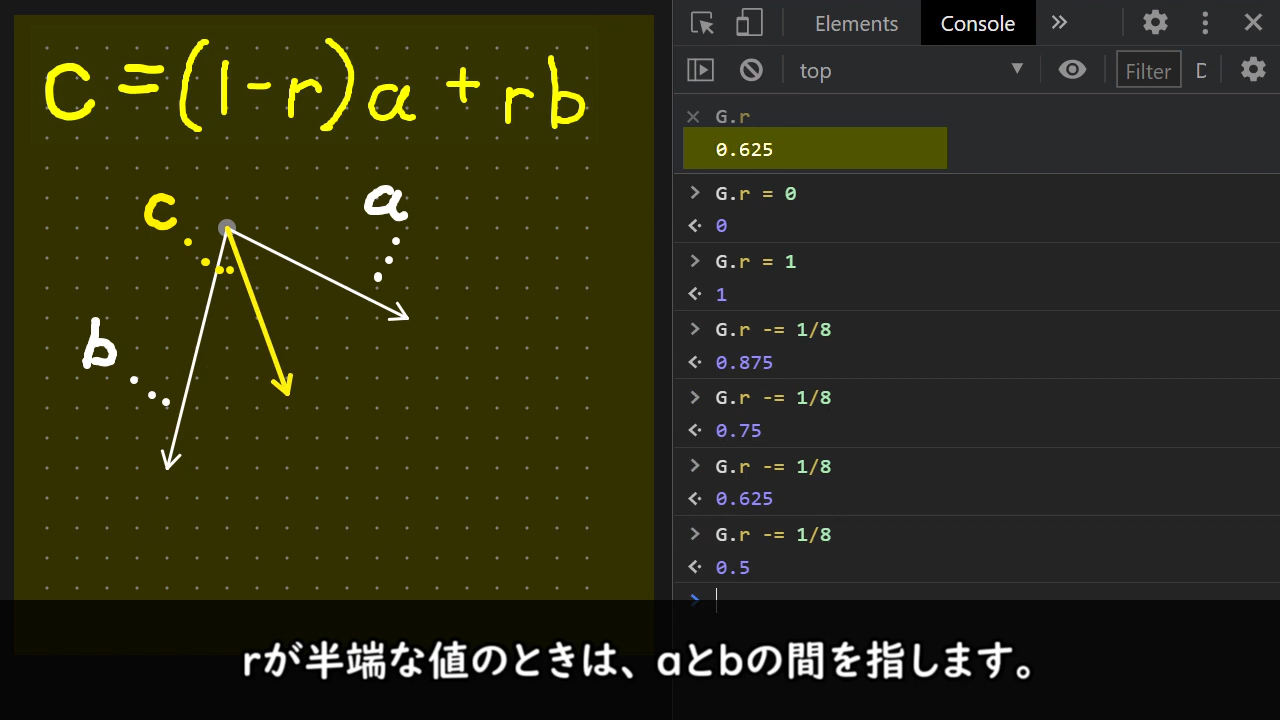 c=(1-r)a+rb
c
a
b
Elements Console »
top ▼ Filter D
× G.r
0.625
> G.r = 0
0
> G.r = 1
1
> G.r -= 1/8
0.875
> G.r -= 1/8
0.75
> G.r -= 1/8
0.625
> G.r -= 1/8
0.5
>
rが半端な値のときは、aとbの間を指します。